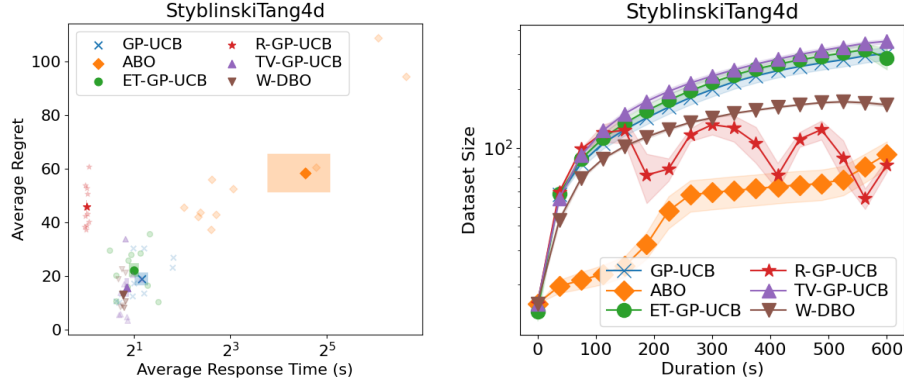 StyblinskiTang4d
100
80
60
40
20
0
Average Regret
GP-UCB
ABO
ET-GP-UCB
R-GP-UCB
TV-GP-UCB
W-DBO
2^1
2^3
2^5
Average Response Time (s)
StyblinskiTang4d
10^2
Dataset Size
GP-UCB
ABO
ET-GP-UCB
R-GP-UCB
TV-GP-UCB
W-DBO
0 100 200 300 400 500 600
Duration (s)